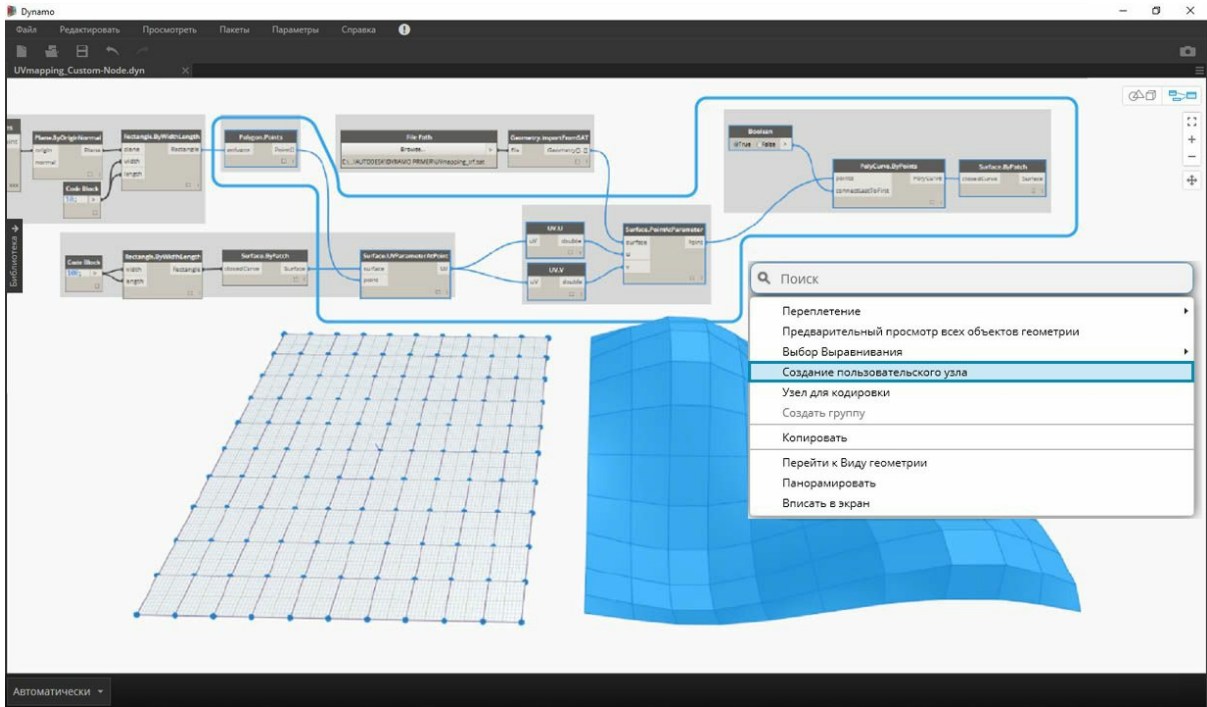 Dynamo
Файл Редактировать Просмотреть Пакеты Параметры Справка
UVmapping_Custom-Node.dyn
Plane.ByOriginNormal
origin Plane
normal
Rectangle.ByWidthLength
plane Rectangle
width
length
Code Block
Polygon.Points
Point[]
File Path
Browse...
Geometry.ImportFromSAT
file Geometry[]
Boolean
True False
PolyCurve.ByPoints
points PolyCurve
connectLastToFirst
Surface.ByPatch
closedCurve Surface
Code Block
Rectangle.ByWidthLength
width Rectangle
length
Surface.ByPatch
closedCurve Surface
Surface.UVParameterAtPoint
surface UV
point
UV.U
uv double
UV.V
uv double
Surface.PointAtParameter
surface Point
u
v
Библиотека
Поиск
Переплетение
Предварительный просмотр всех объектов геометрии
Выбор Выравнивания
Создание пользовательского узла
Узел для кодировки
Создать группу
Копировать
Перейти к Виду геометрии
Панорамировать
Вписать в экран
Автоматически